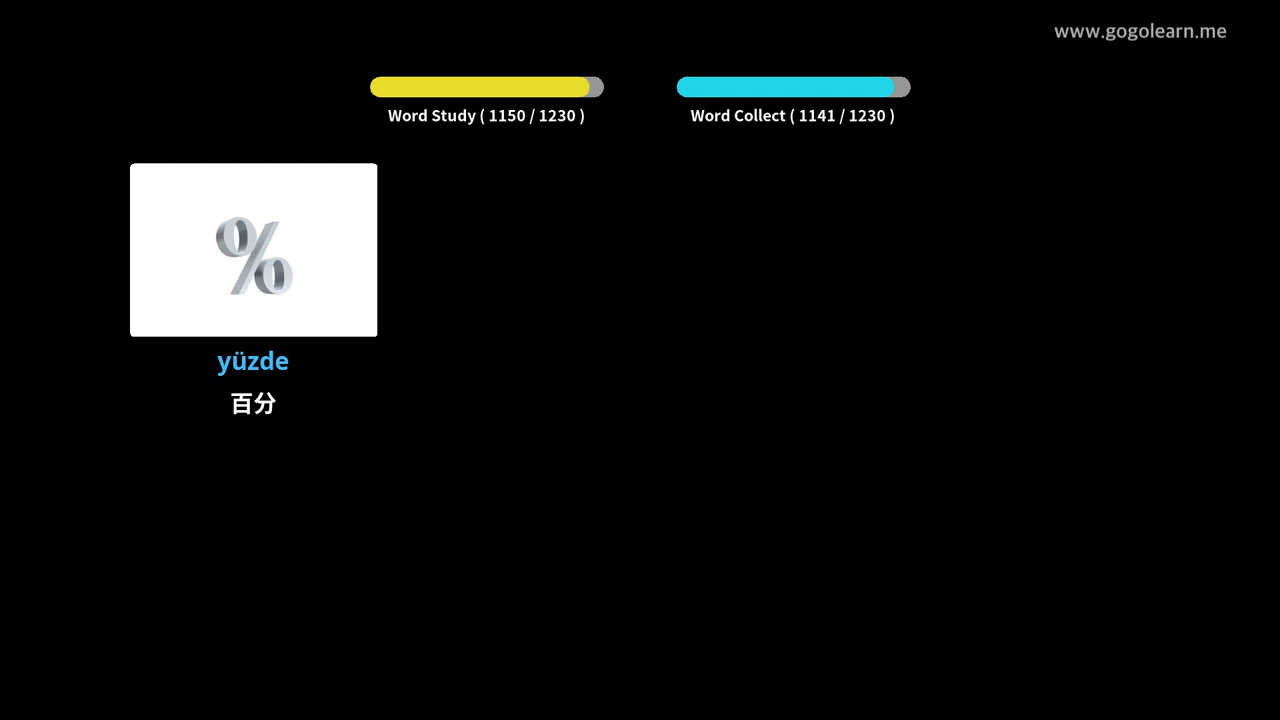 www.gogolearn.me
Word Study ( 1150 / 1230 )
Word Collect ( 1141 / 1230 )
%
yüzde
百分